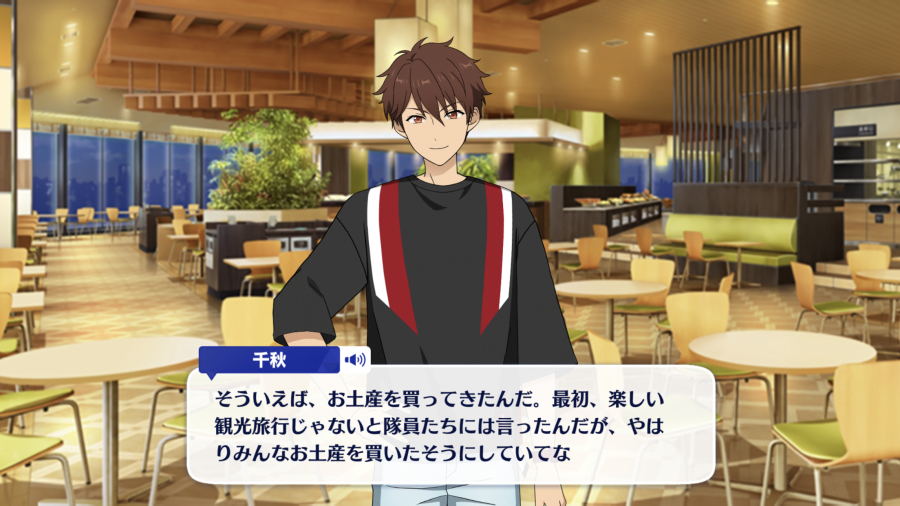 千秋
そういえば、お土産を買ってきたんだ。最初、楽しい
観光旅行じゃないと隊員たちには言ったんだが、やは
りみんなお土産を買いたそうにしていてな